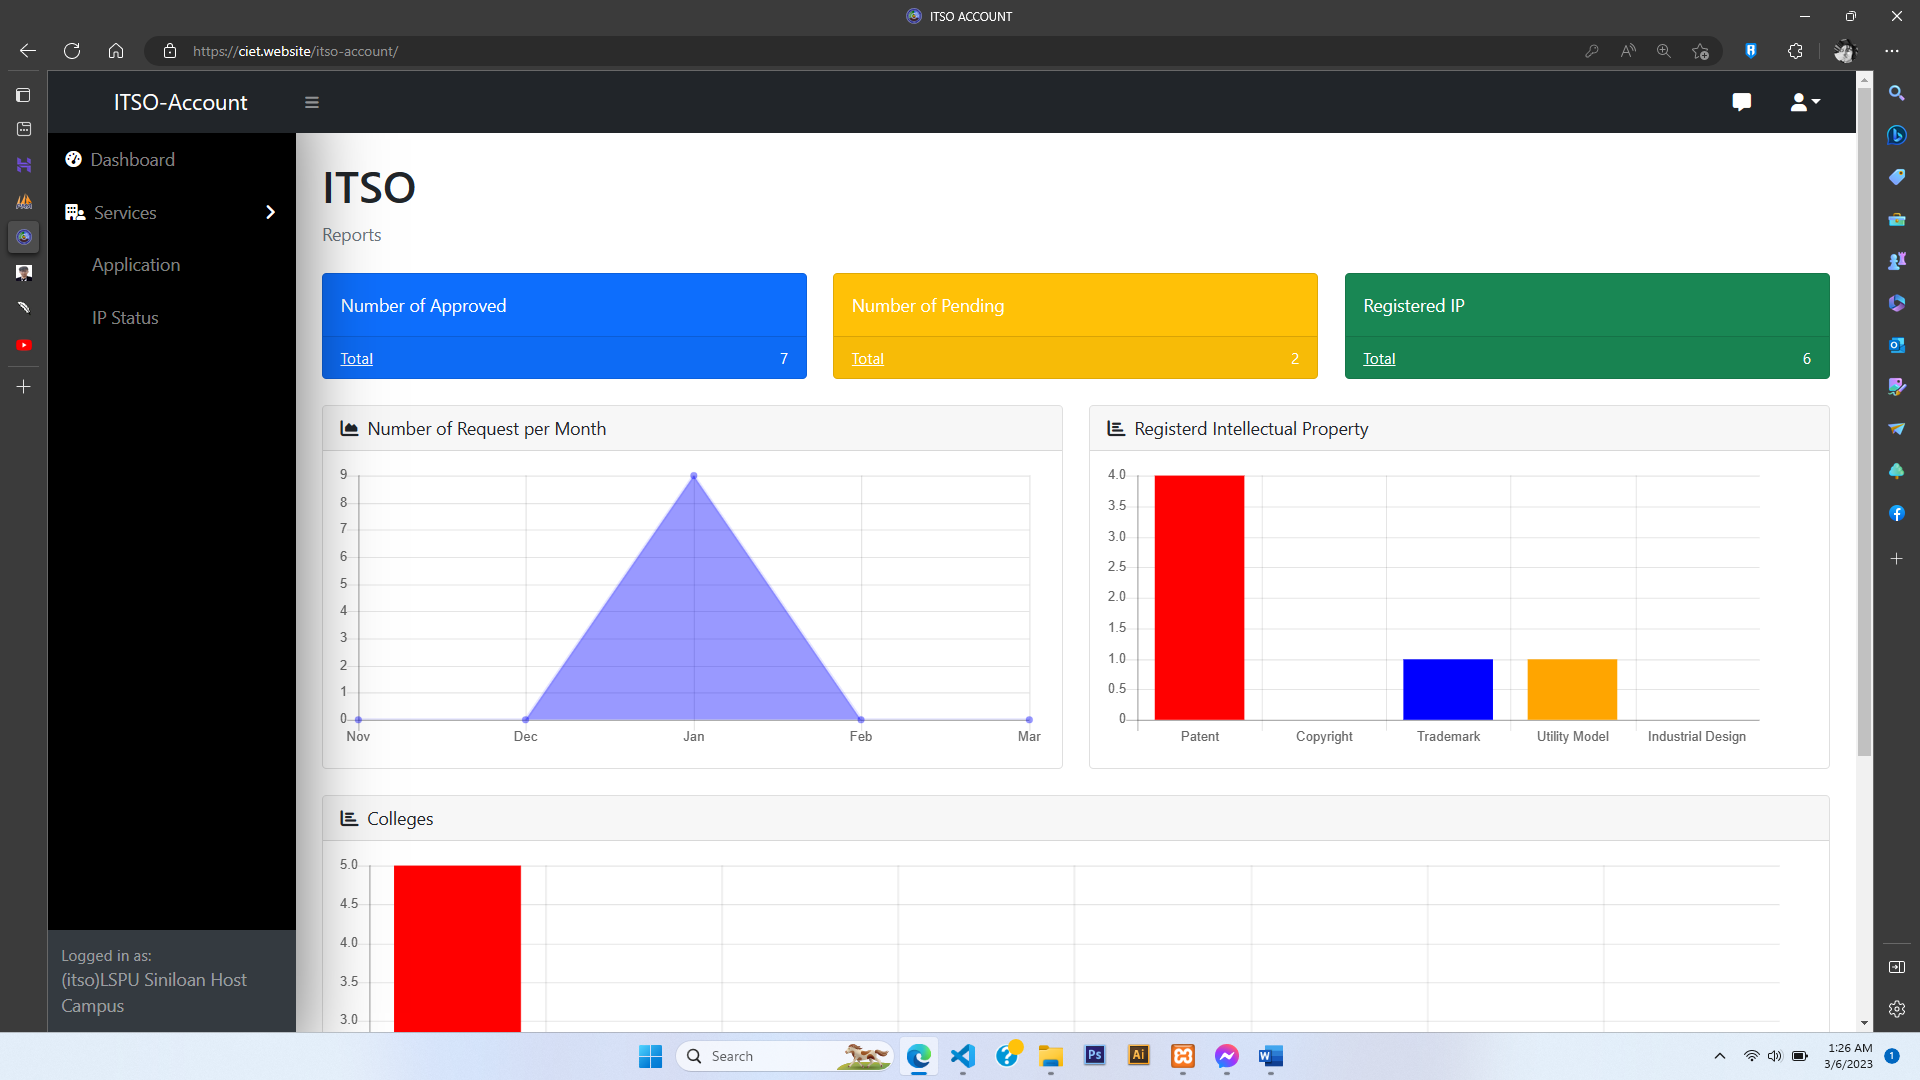 ITSO ACCOUNT
https://ciet.website/itso-account/
ITSO-Account
Dashboard
Services
Application
IP Status
Logged in as:
(itso)LSPU Siniloan Host
Campus
ITSO
Reports
Number of Approved
Total 7
Number of Pending
Total 2
Registered IP
Total 6
Number of Request per Month
9
8
7
6
5
4
3
2
1
0
Nov Dec Jan Feb Mar
Registerd Intellectual Property
4.0
3.5
3.0
2.5
2.0
1.5
1.0
0.5
0
Patent Copyright Trademark Utility Model Industrial Design
Colleges
5.0
4.5
4.0
3.5
3.0
Search
Ps
Ai
1:26 AM
3/6/2023
1